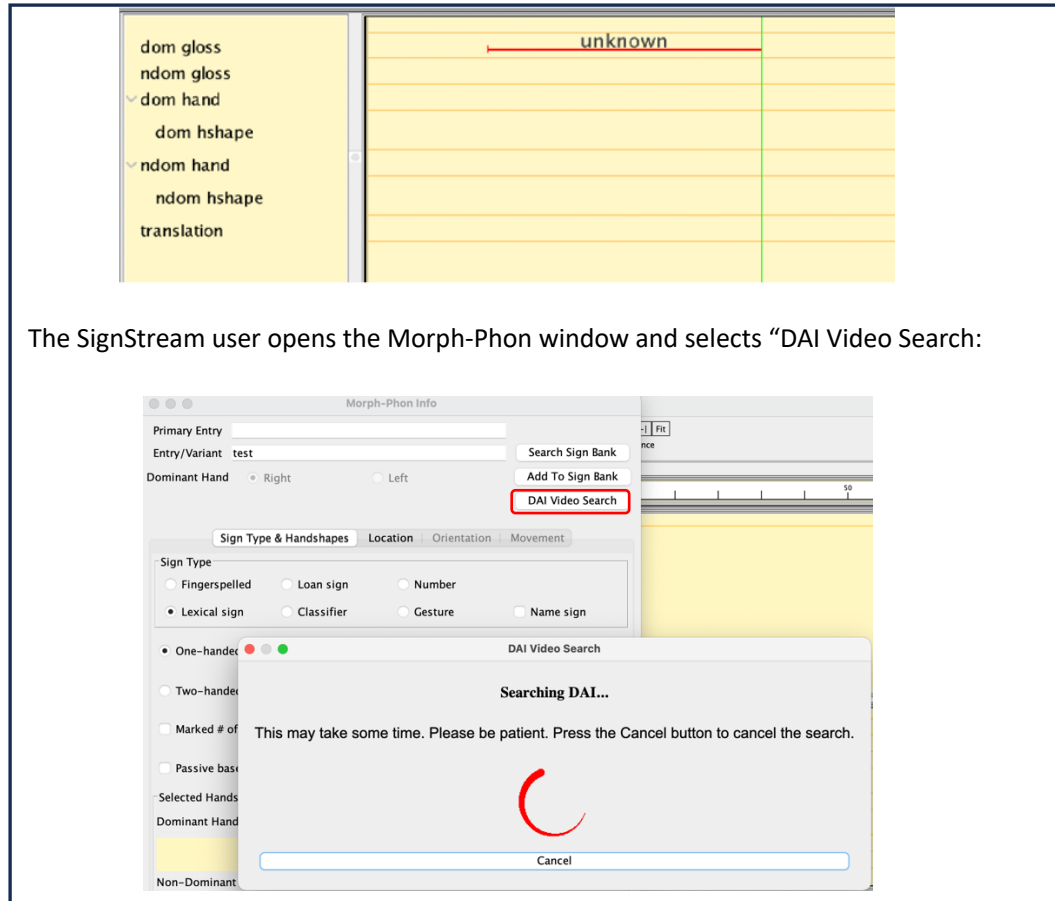 dom gloss
unknown
ndom gloss
dom hand
dom hshape
ndom hand
ndom hshape
translation
The SignStream user opens the Morph-Phon window and selects “DAI Video Search:
Morph-Phon Info
Primary Entry
Entry/Variant test Search Sign Bank
Dominant Hand Right Left Add To Sign Bank
DAI Video Search
Fit
50
Sign Type & Handshapes Location Orientation Movement
Sign Type
Fingerspelled Loan sign Number
Lexical sign Classifier Gesture Name sign
One-handed
Two-handed
Marked # of
Passive base
Selected Hands
Dominant Hand
Non-Dominant
DAI Video Search
Searching DAI...
This may take some time. Please be patient. Press the Cancel button to cancel the search.
Cancel